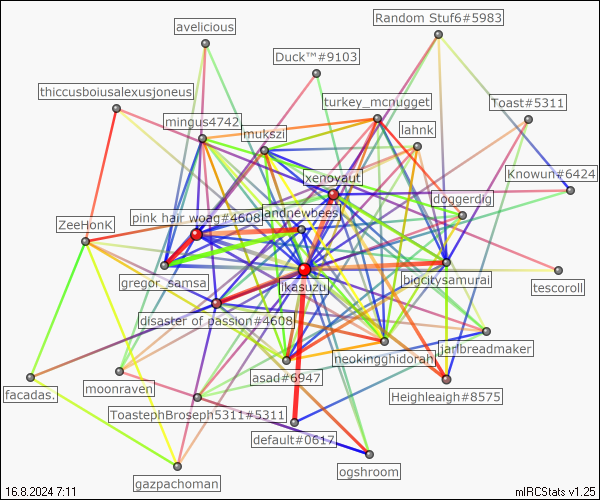 avelicious
Random Stuf6#5983
Duck™#9103
thiccusboiusalexusjoneus
turkey_mcnugget
Toast#5311
mingus4742
mukszi
lahnk
xenoyaut
Knowun#6424
doggerdig
pink hair woag#4608
andnewbees
ZeeHonK
gregor_samsa
ikasuzu
bigcitysamurai
tescoroll
disaster of passion#4608
neokingghidorah
jarlbreadmaker
asad#6947
facadas.
moonraven
Heighleaigh#8575
ToastephBroseph5311#5311
default#0617
ogshroom
gazpachoman
16.8.2024 7:11
mIRCStats v1.25